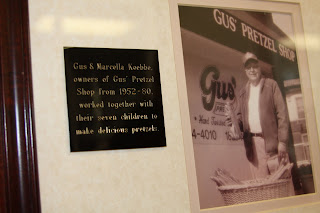 Gus & Marcella Koebbe,
owners of Gus' Pretzel
Shop from 1952-80,
worked together with
their seven children to
make delicious pretzels.
GUS' PRETZEL SHOP
Gus'
4-4010